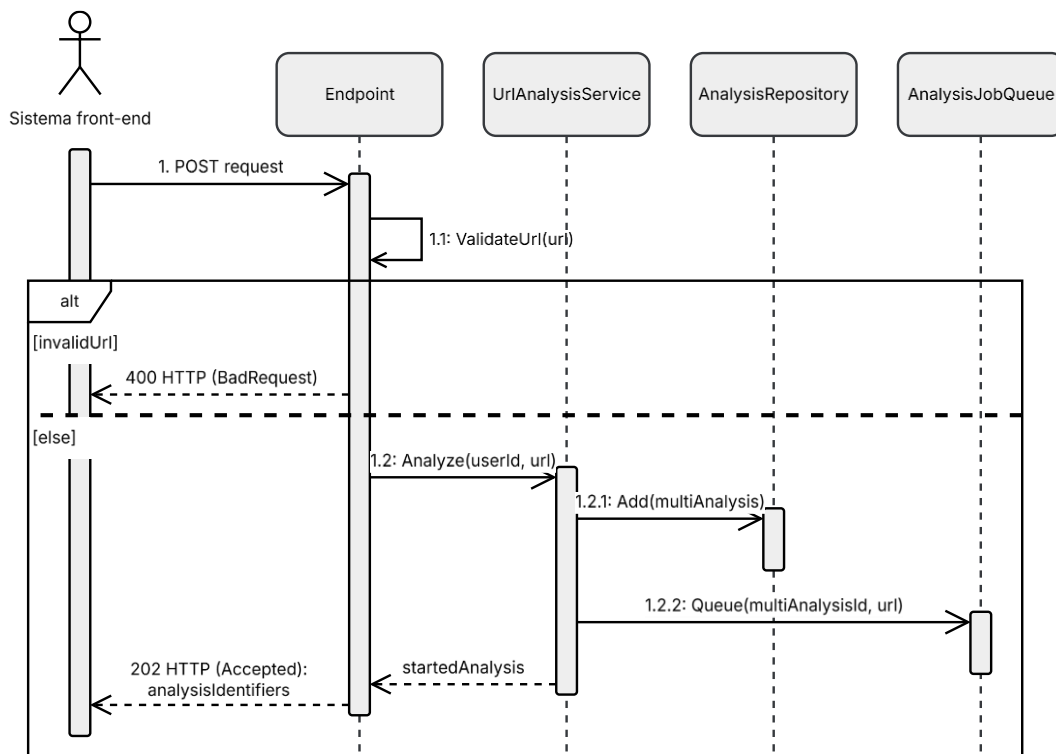 Sistema front-end
Endpoint
UrlAnalysisService
AnalysisRepository
AnalysisJobQueue
1. POST request
1.1: ValidateUrl(url)
alt
[invalidUrl]
400 HTTP (BadRequest)
[else]
1.2: Analyze(userId, url)
1.2.1: Add(multiAnalysis)
1.2.2: Queue(multiAnalysisId, url)
startedAnalysis
202 HTTP (Accepted):
analysisIdentifiers